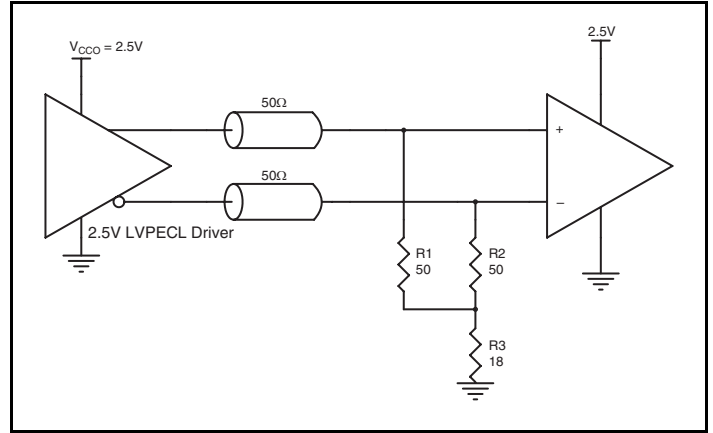 V_CCO = 2.5V
2.5V
50Ω
+
50Ω
−
2.5V LVPECL Driver
R1
50
R2
50
R3
18